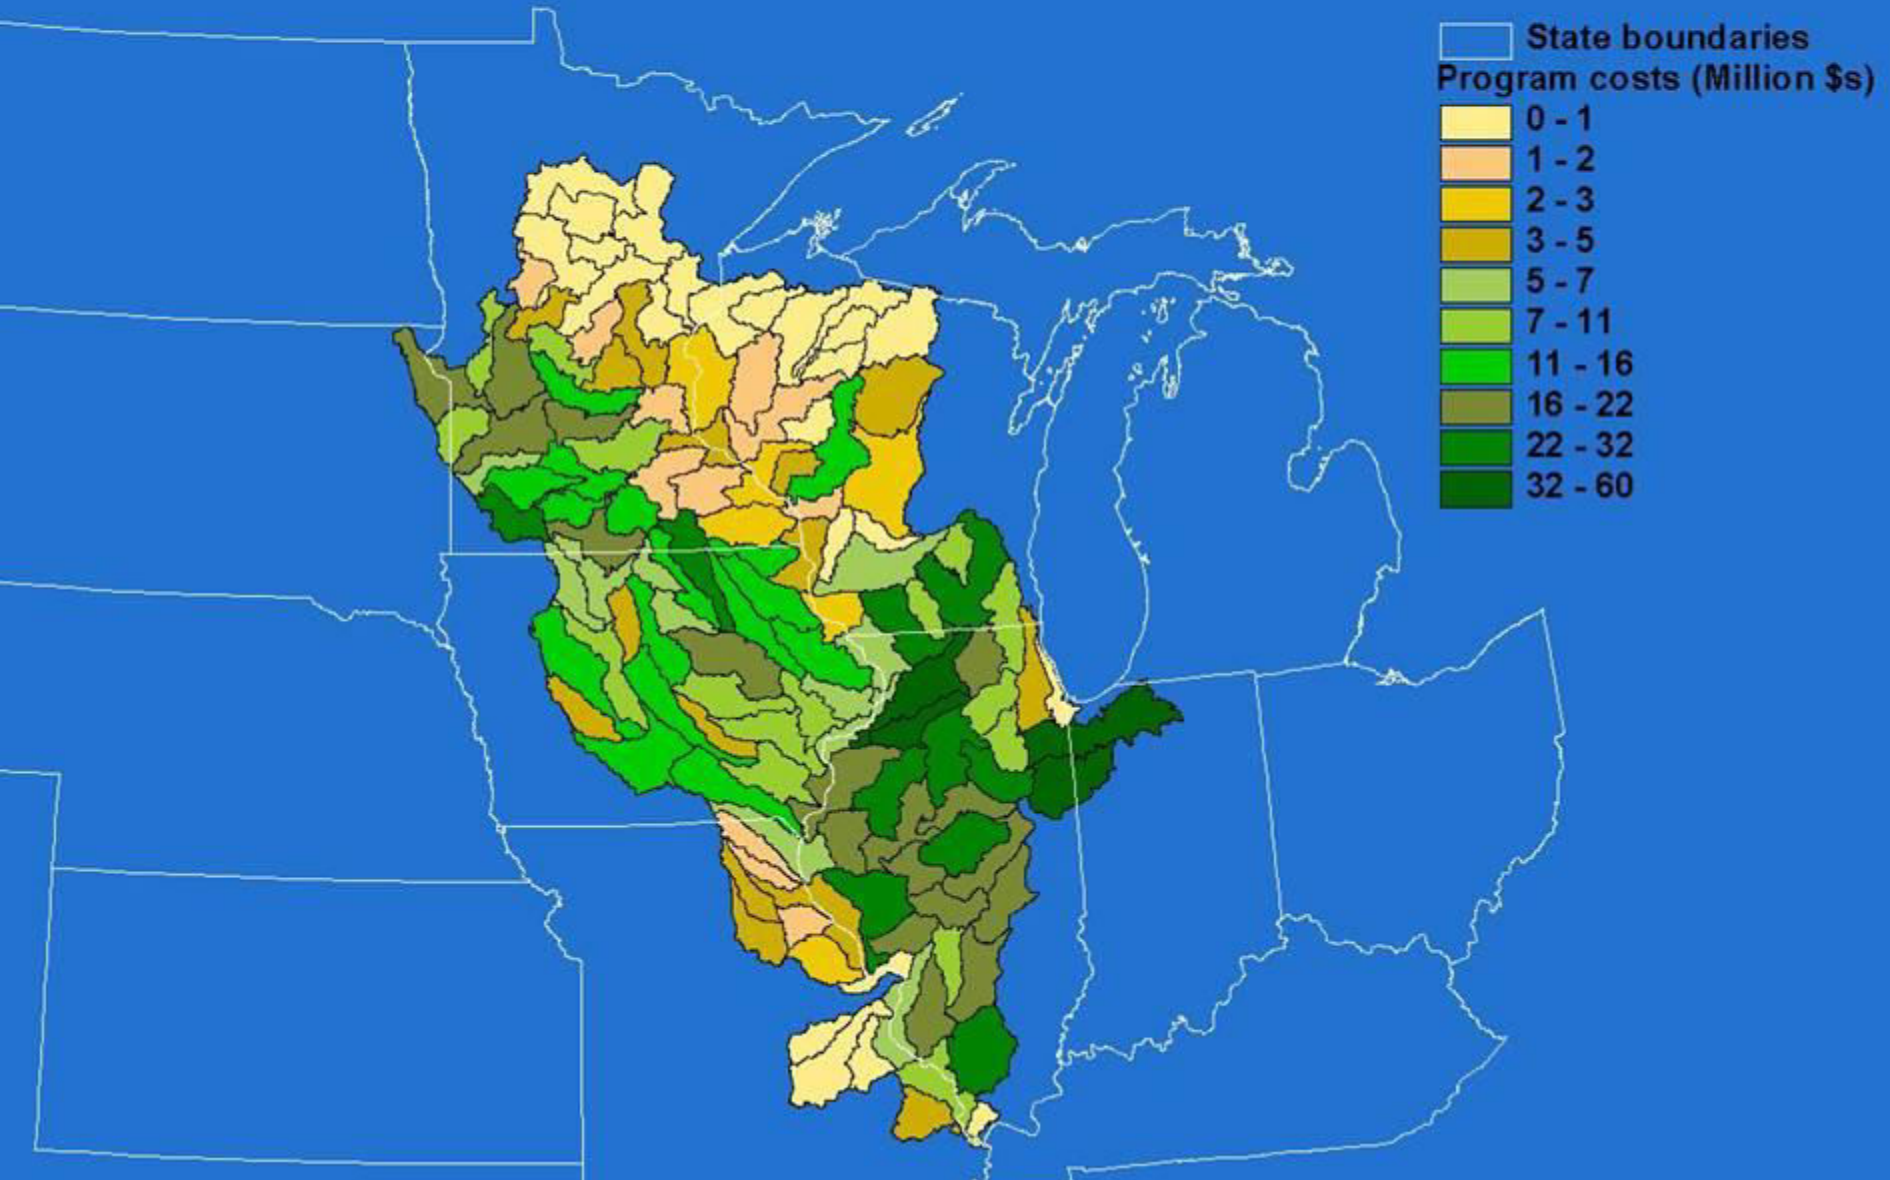 State boundaries
Program costs (Million $s)
0 - 1
1 - 2
2 - 3
3 - 5
5 - 7
7 - 11
11 - 16
16 - 22
22 - 32
32 - 60